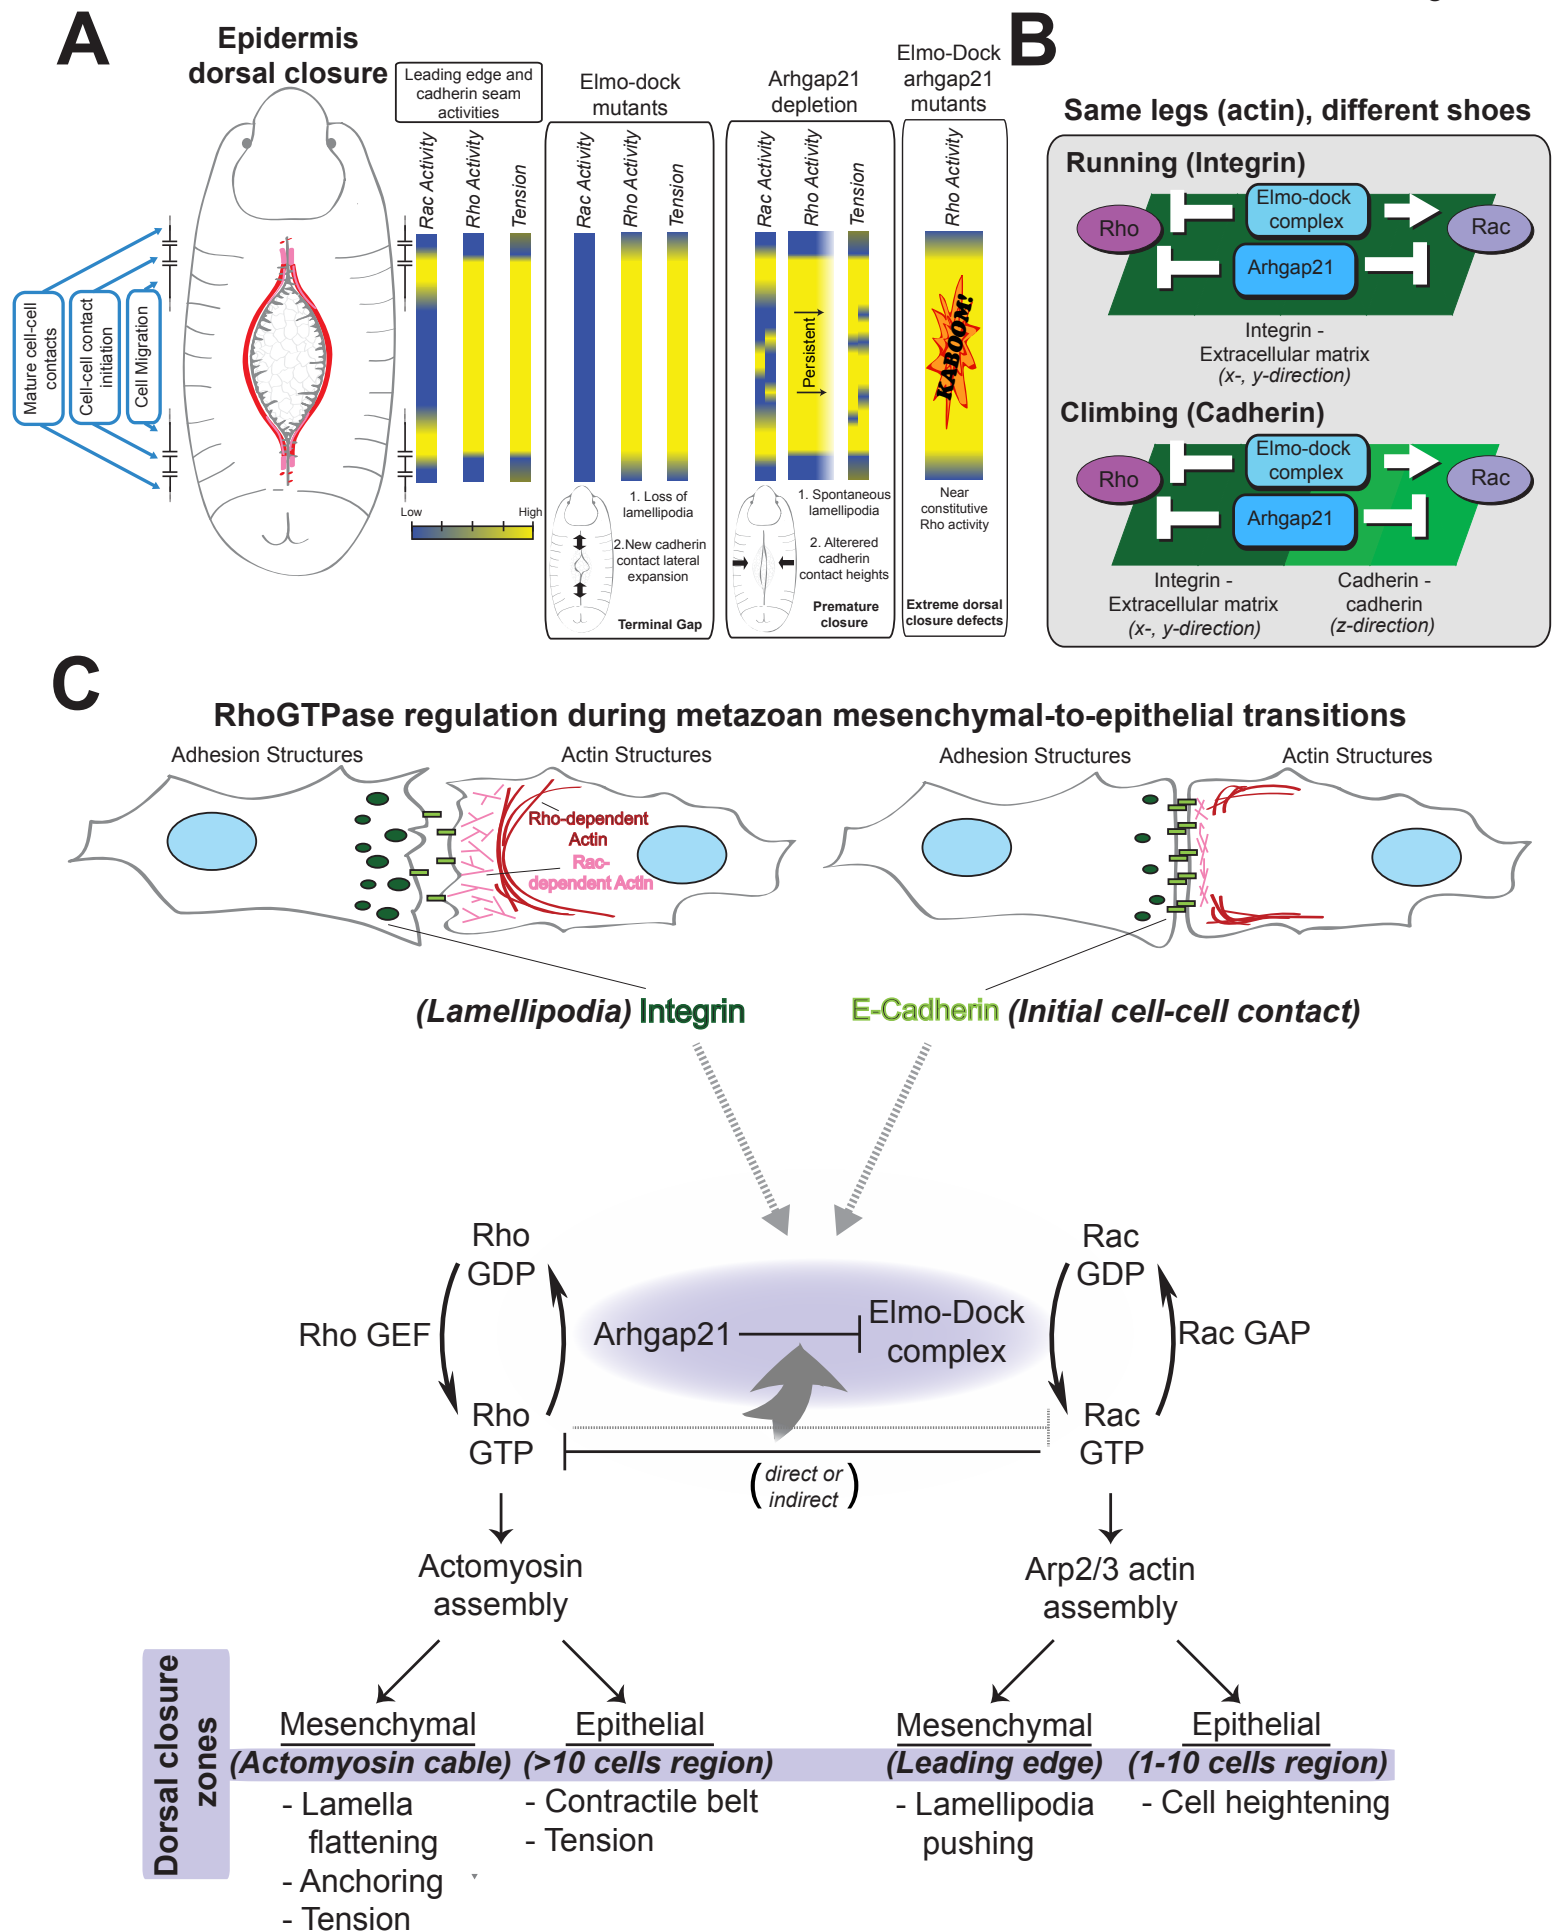 A
Epidermis
dorsal closure
Mature cell-cell
contacts
Cell-cell contact
initiation
Cell Migration
Leading edge and
cadherin seam
activities
Rac Activity
Rho Activity
Tension
Low
High
Elmo-dock
mutants
Rac Activity
Rho Activity
Tension
1. Loss of
lamellipodia
2.New cadherin
contact lateral
expansion
Terminal Gap
Arhgap21
depletion
Rac Activity
Rho Activity
Tension
Persistent
1. Spontaneous
lamellipodia
2. Alterered
cadherin
contact heights
Premature
closure
Elmo-Dock
arhgap21
mutants
Rho Activity
KABOOM!
Near
constitutive
Rho activity
Extreme dorsal
closure defects
B
Same legs (actin), different shoes
Running (Integrin)
Rho
Elmo-dock
complex
Rac
Arhgap21
Integrin -
Extracellular matrix
(x-, y-direction)
Climbing (Cadherin)
Rho
Elmo-dock
complex
Rac
Arhgap21
Integrin -
Extracellular matrix
(x-, y-direction)
Cadherin -
cadherin
(z-direction)
C
RhoGTPase regulation during metazoan mesenchymal-to-epithelial transitions
Adhesion Structures
Actin Structures
Rho-dependent
Actin
Rac-
dependent Actin
Adhesion Structures
Actin Structures
(Lamellipodia) Integrin
E-Cadherin (Initial cell-cell contact)
Rho
GDP
Rho GEF
Rho
GTP
Arhgap21
Elmo-Dock
complex
Rac
GDP
Rac GAP
Rac
GTP
(direct or
indirect)
Actomyosin
assembly
Arp2/3 actin
assembly
Dorsal closure
zones
Mesenchymal
(Actomyosin cable)
- Lamella
flattening
- Anchoring
- Tension
Epithelial
(>10 cells region)
- Contractile belt
- Tension
Mesenchymal
(Leading edge)
- Lamellipodia
pushing
Epithelial
(1-10 cells region)
- Cell heightening